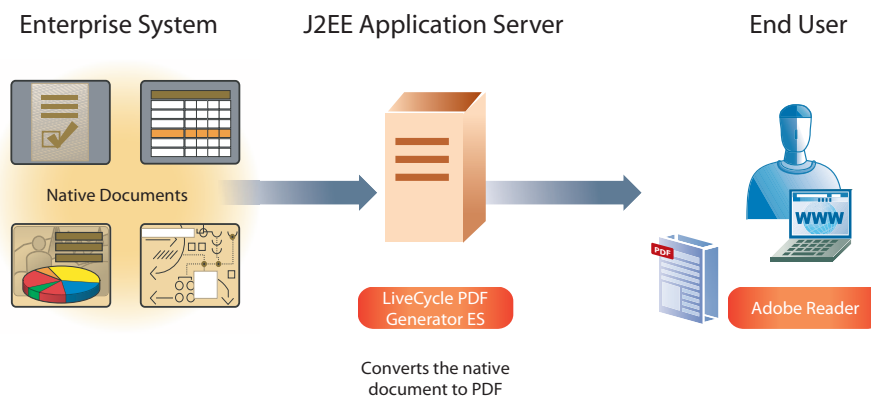 Enterprise System
J2EE Application Server
End User
Native Documents
WWW
PDF
LiveCycle PDF
Generator ES
Adobe Reader
Converts the native
document to PDF